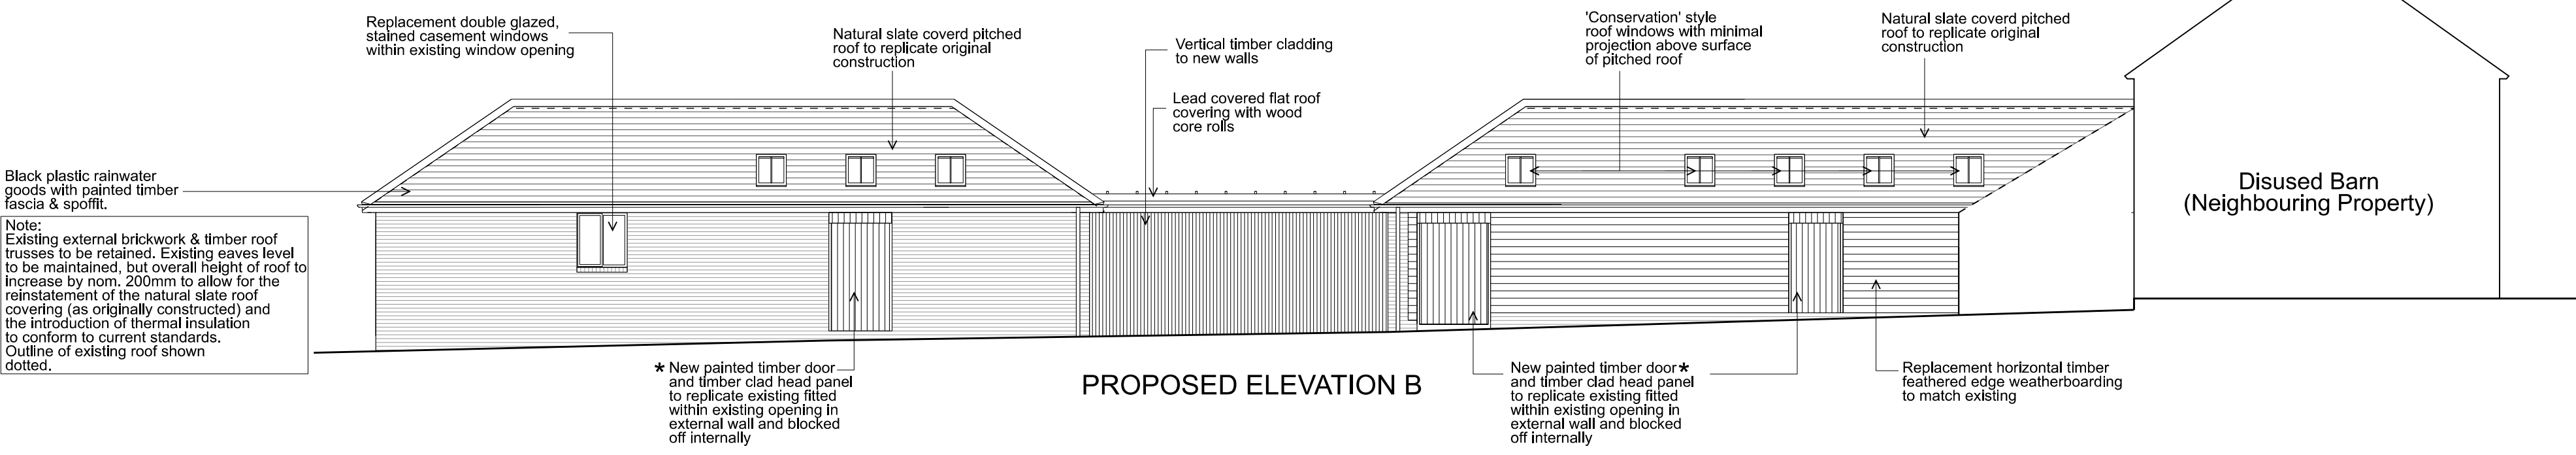 Replacement double glazed,
stained casement windows
within existing window opening
Natural slate coverd pitched
roof to replicate original
construction
Vertical timber cladding
to new walls
Lead covered flat roof
covering with wood
core rolls
'Conservation' style
roof windows with minimal
projection above surface
of pitched roof
Natural slate coverd pitched
roof to replicate original
construction
Black plastic rainwater
goods with painted timber
fascia & spoffit.
Note:
Existing external brickwork & timber roof
trusses to be retained. Existing eaves level
to be maintained, but overall height of roof to
increase by nom. 200mm to allow for the
reinstatement of the natural slate roof
covering (as originally constructed) and
the introduction of thermal insulation
to conform to current standards.
Outline of existing roof shown
dotted.
Disused Barn
(Neighbouring Property)
* New painted timber door
and timber clad head panel
to replicate existing fitted
within existing opening in
external wall and blocked
off internally
PROPOSED ELEVATION B
New painted timber door *
and timber clad head panel
to replicate existing fitted
within existing opening in
external wall and blocked
off internally
Replacement horizontal timber
feathered edge weatherboarding
to match existing